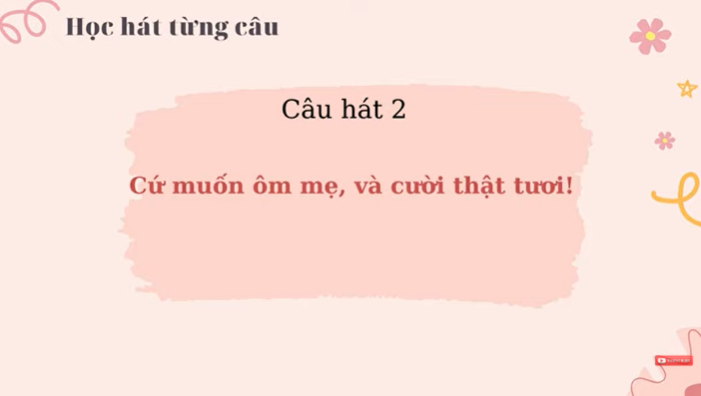 Học hát từng câu
Câu hát 2
Cứ muốn ôm mẹ, và cười thật tươi!